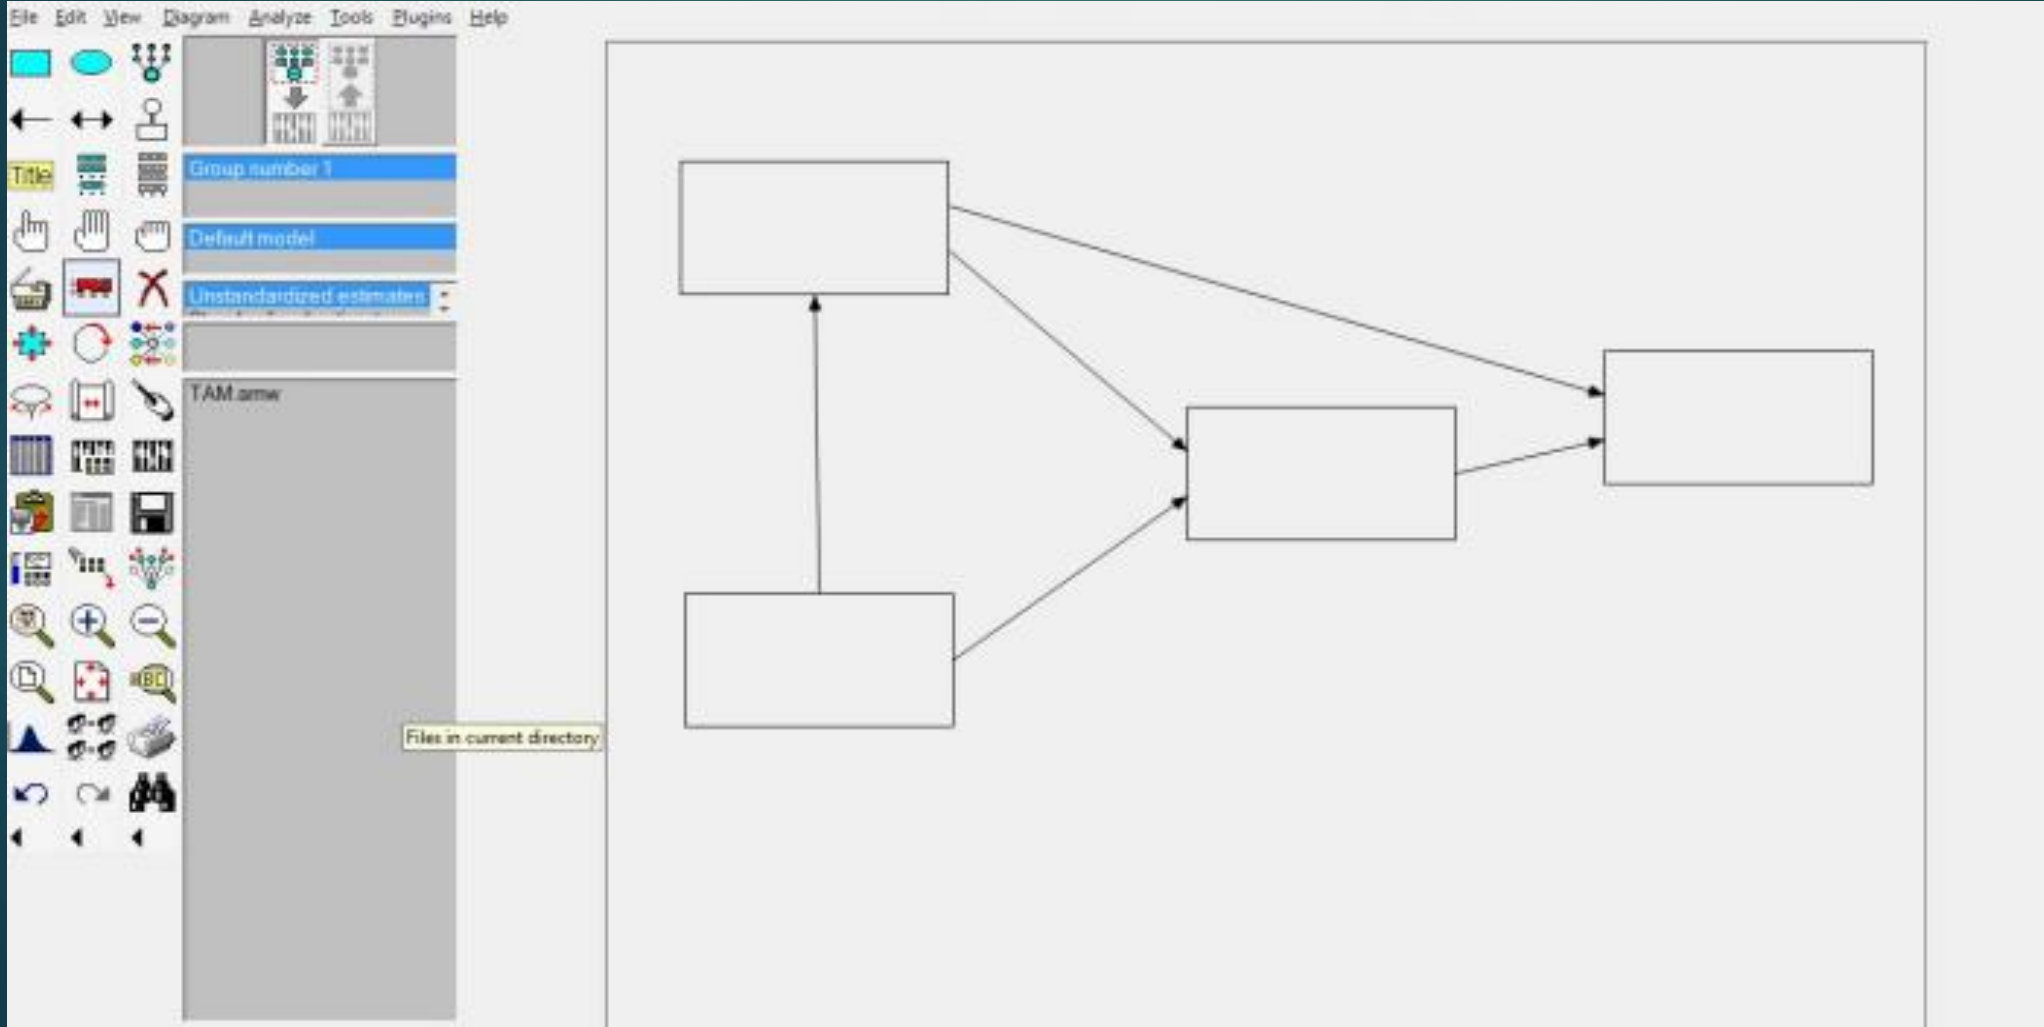 File Edit View Diagram Analyze Tools Plugins Help
Title
Group number 1
Default model
Unstandardized estimates
TAM.amw
ABC
Files in current directory